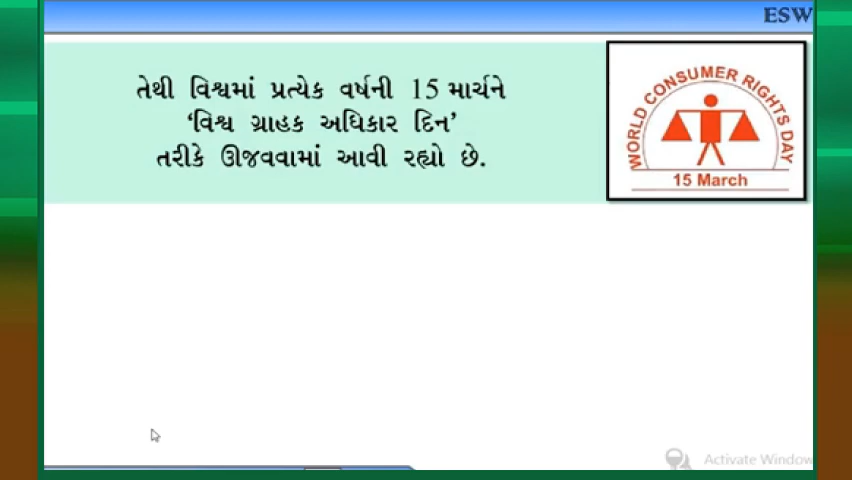 ESW
તેથી વિશ્વમાં પ્રત્યેક વર્ષની 15 માર્ચને
‘વિશ્વ ગ્રાહક અધિકાર દિન’
તરીકે ઊજવવામાં આવી રહ્યો છે.
WORLD CONSUMER RIGHTS DAY
15 March
Activate Window